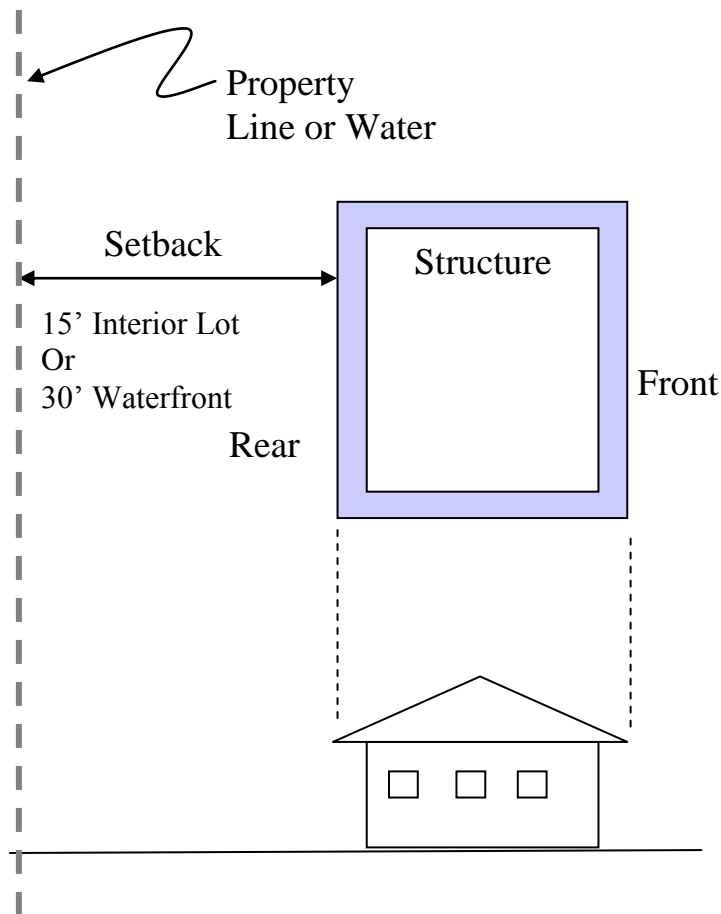 Property
Line or Water
Setback
Structure
15’ Interior Lot
Or
30’ Waterfront
Front
Rear